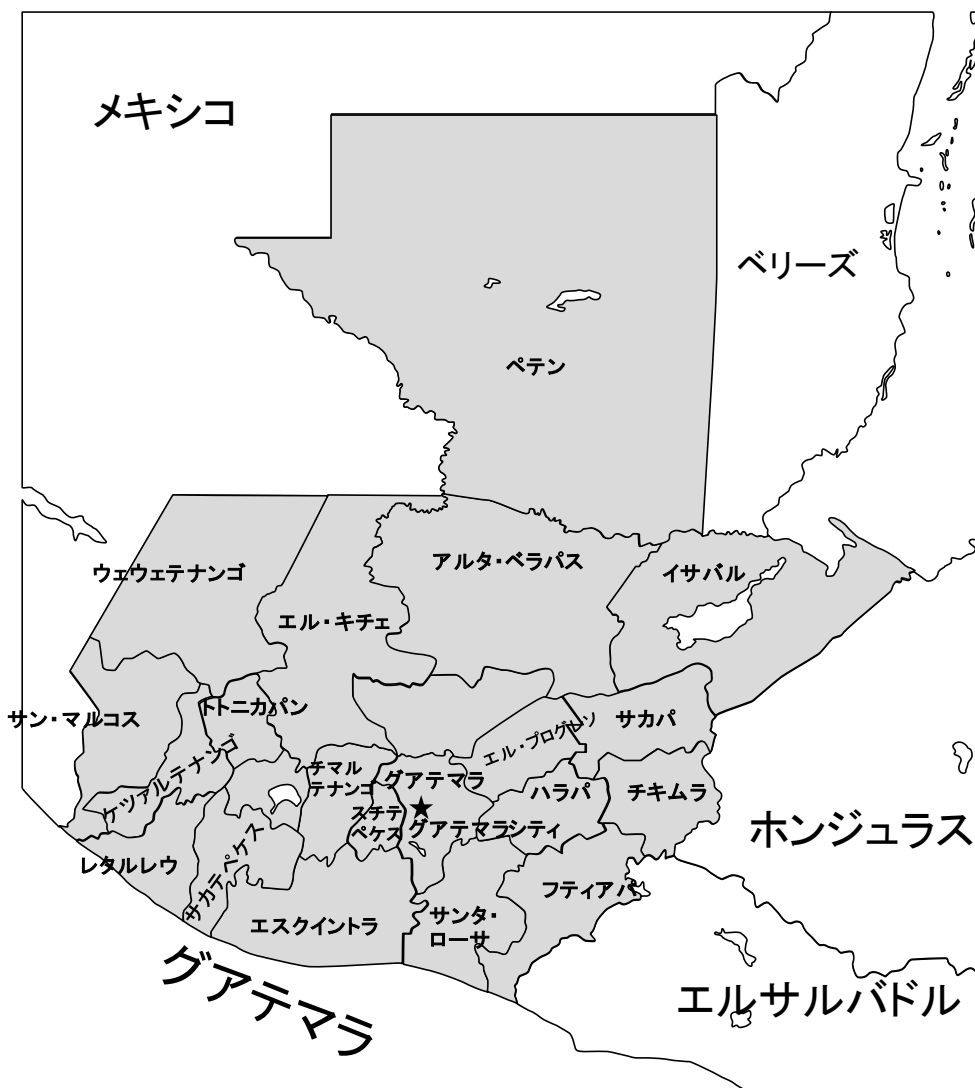 メキシコ
ベリーズ
ペテン
アルタ・ベラパス
イサバル
ウェウェテナンゴ
エル・キチェ
サン・マルコス
トトニカパン
サカパ
エル・プログレソ
ケツァルテナンゴ
チマル
テナンゴ
グアテマラ
ハラパ
チキムラ
スチテ
ペケス
グアテマラシティ
ホンジュラス
レタルレウ
サカテペケス
フティアパ
エスクイントラ
サンタ・
ローサ
グアテマラ
エルサルバドル